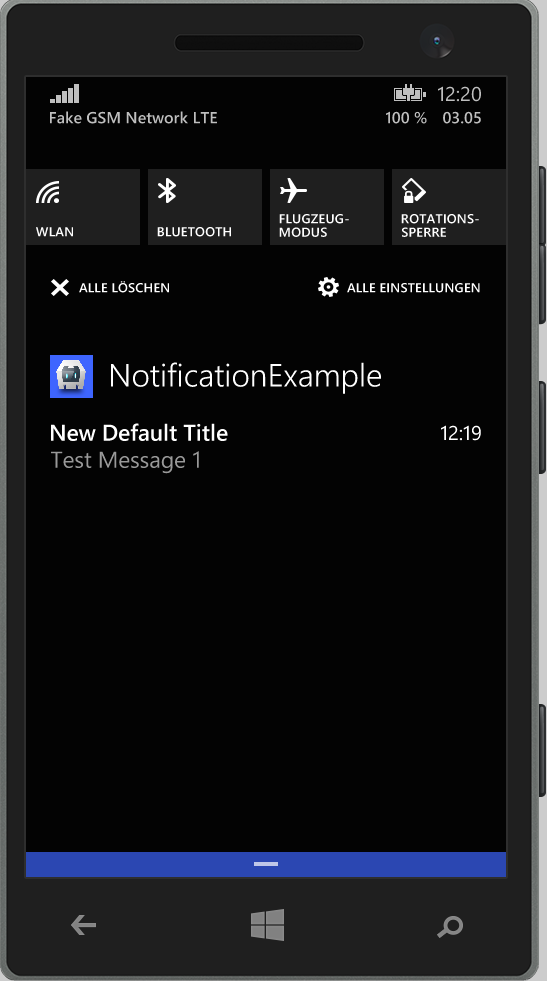 12:20
Fake GSM Network LTE
100 % 03.05
WLAN
BLUETOOTH
FLUGZEUG-
MODUS
ROTATIONS-
SPERRE
ALLE LÖSCHEN
ALLE EINSTELLUNGEN
NotificationExample
New Default Title 12:19
Test Message 1